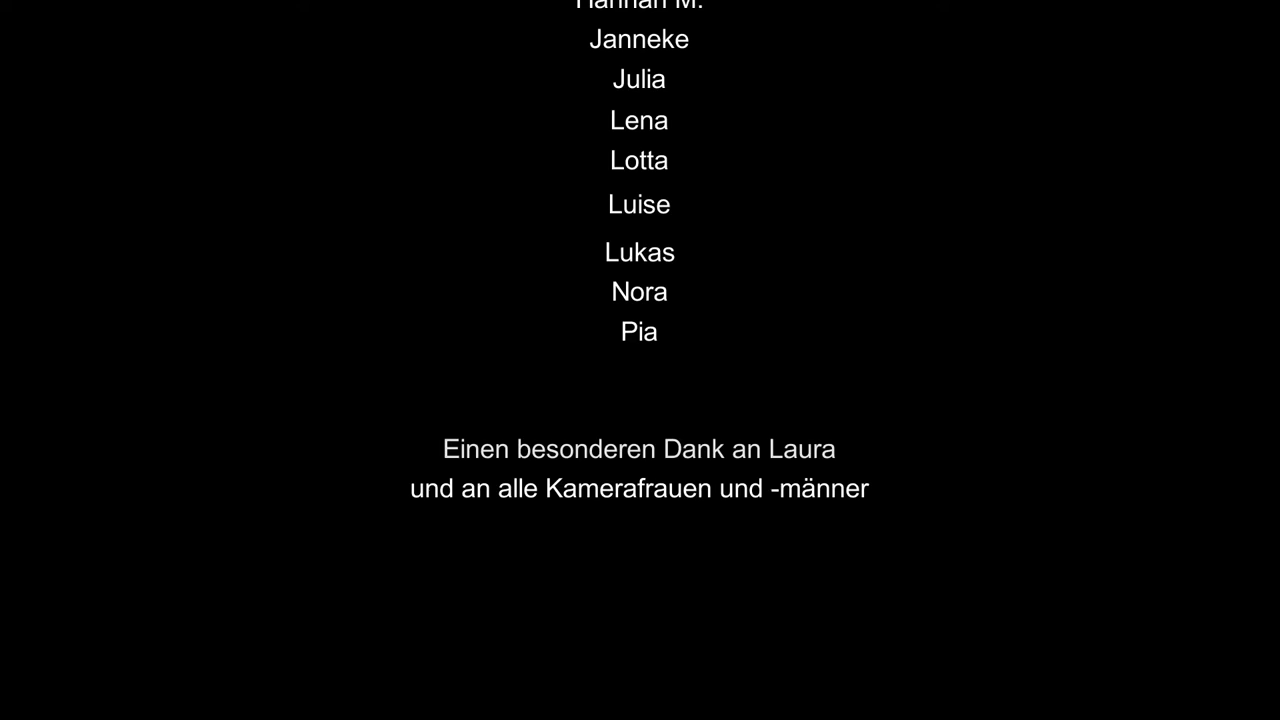 Hannah M.
Janneke
Julia
Lena
Lotta
Luise
Lukas
Nora
Pia
Einen besonderen Dank an Laura
und an alle Kamerafrauen und -männer